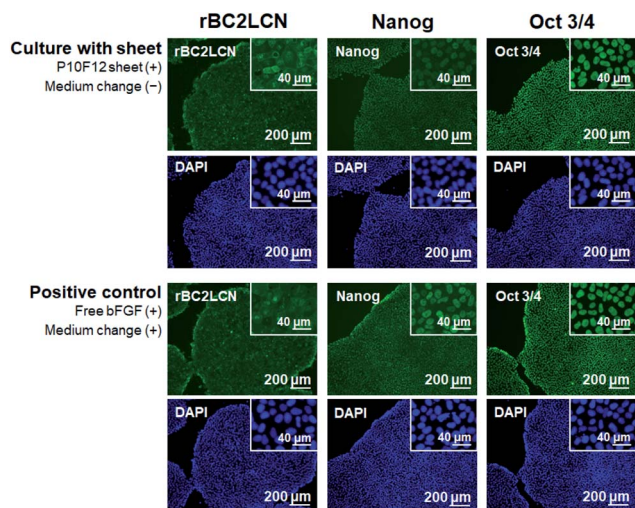 rBC2LCN
Nanog
Oct 3/4
Culture with sheet
P10F12 sheet (+)
Medium change (−)
rBC2LCN
40 µm
200 µm
Nanog
40 µm
200 µm
Oct 3/4
40 µm
200 µm
DAPI
40 µm
200 µm
DAPI
40 µm
200 µm
DAPI
40 µm
200 µm
Positive control
Free bFGF (+)
Medium change (+)
rBC2LCN
40 µm
200 µm
Nanog
40 µm
200 µm
Oct 3/4
40 µm
200 µm
DAPI
40 µm
200 µm
DAPI
40 µm
200 µm
DAPI
40 µm
200 µm